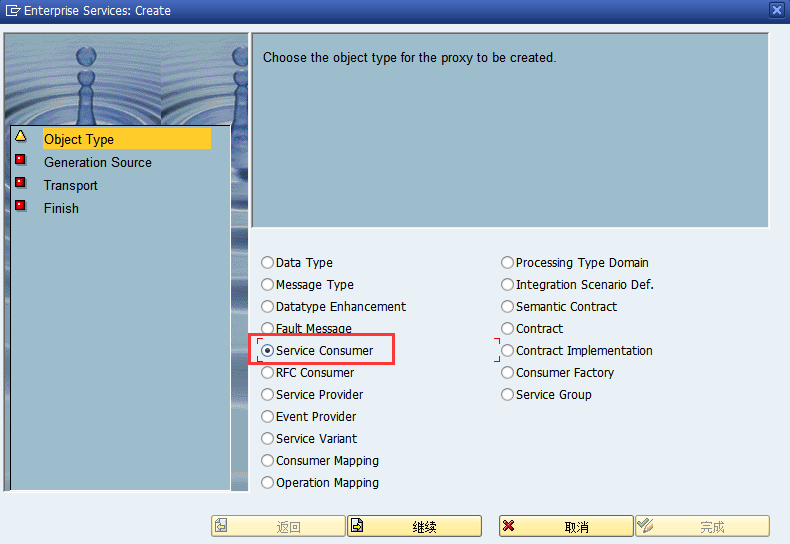 Enterprise Services: Create
Choose the object type for the proxy to be created.
Object Type
Generation Source
Transport
Finish
Data Type
Message Type
Datatype Enhancement
Fault Message
Service Consumer
RFC Consumer
Service Provider
Event Provider
Service Variant
Consumer Mapping
Operation Mapping
Processing Type Domain
Integration Scenario Def.
Semantic Contract
Contract
Contract Implementation
Consumer Factory
Service Group
返回
继续
取消
完成